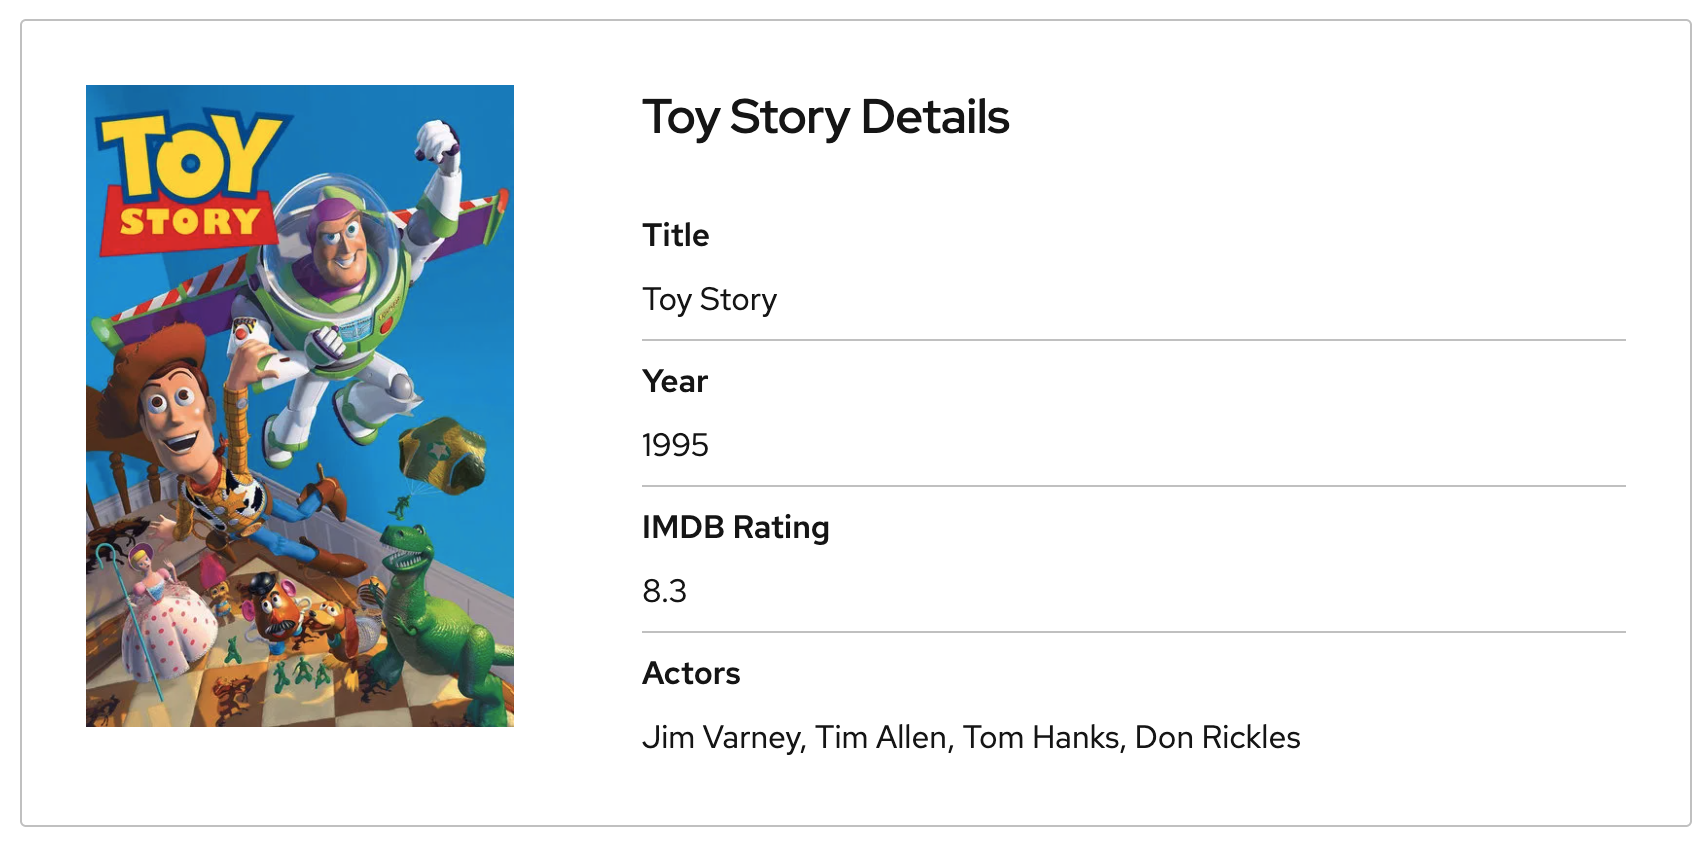 TOY
STORY
Toy Story Details
Title
Toy Story
Year
1995
IMDB Rating
8.3
Actors
Jim Varney, Tim Allen, Tom Hanks, Don Rickles